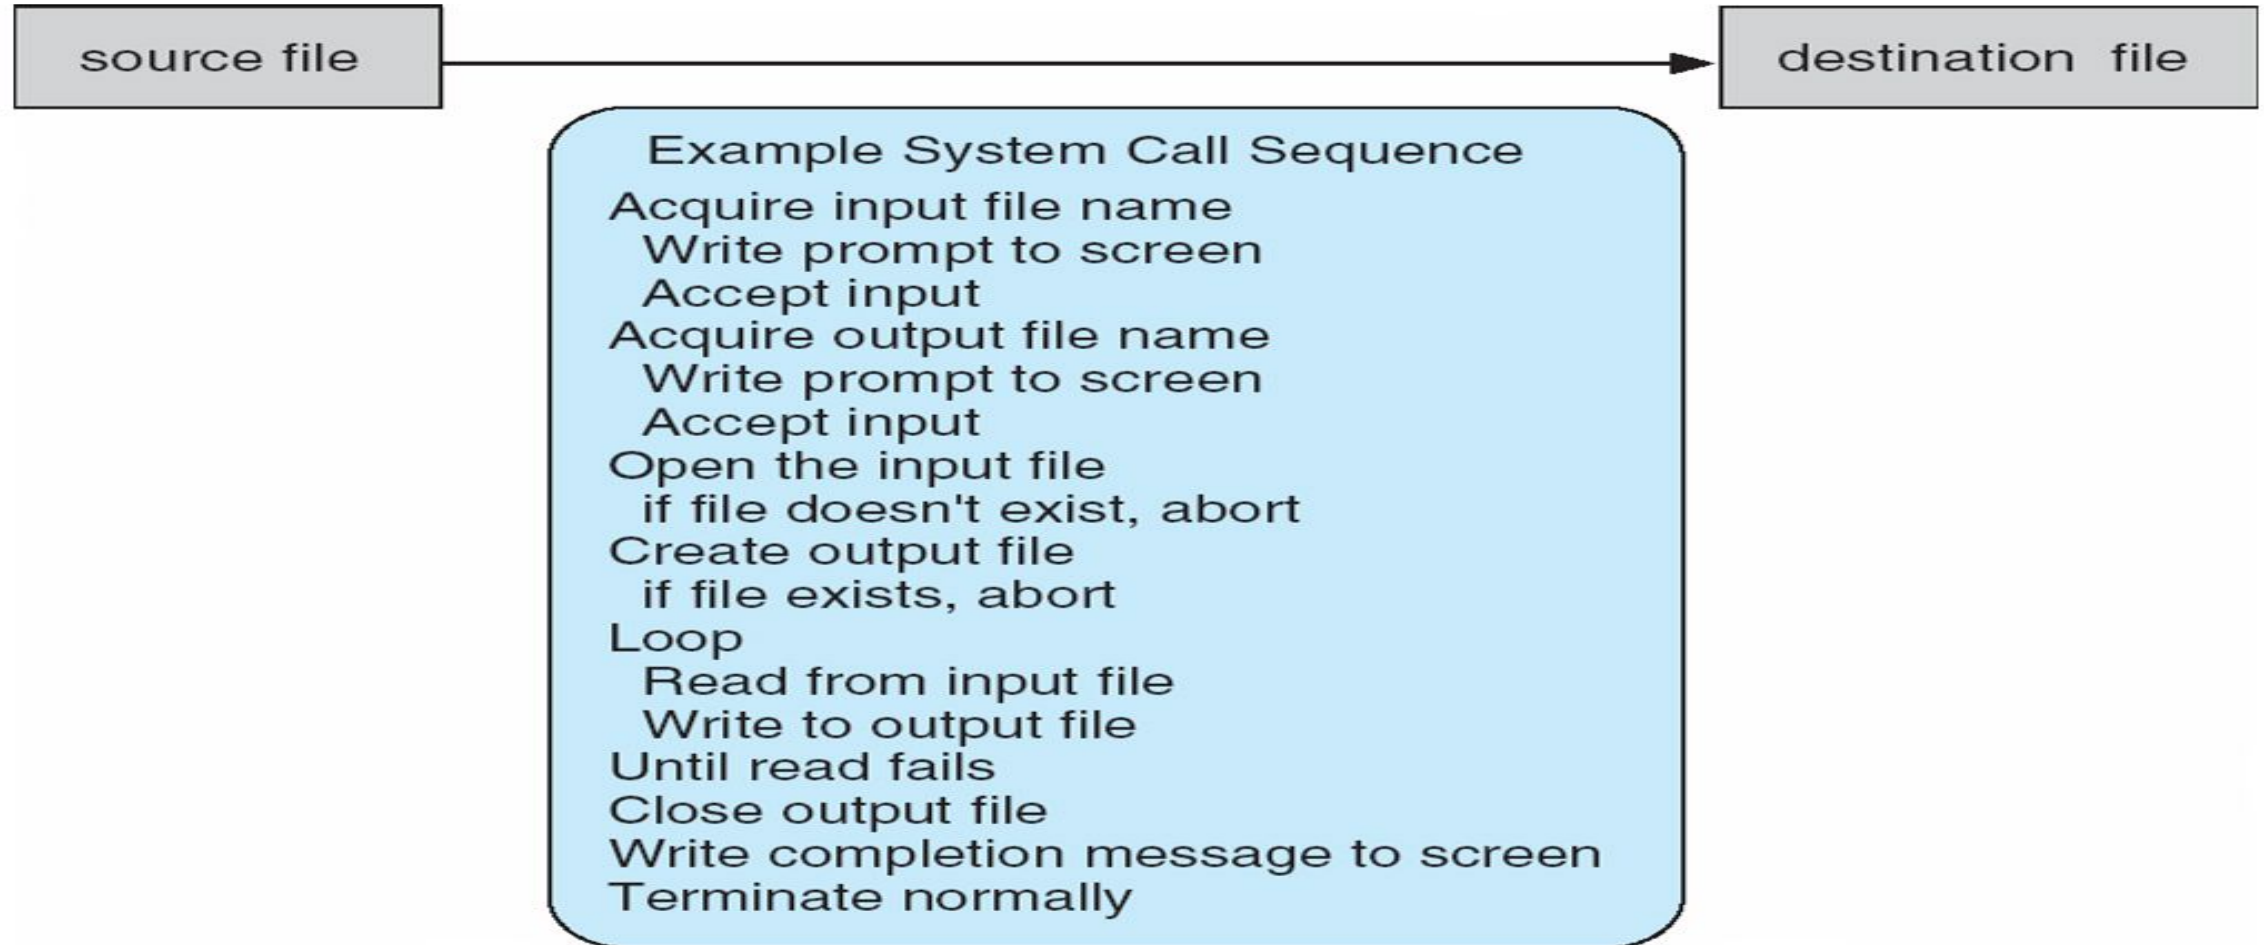 source file
destination file
Example System Call Sequence
Acquire input file name
Write prompt to screen
Accept input
Acquire output file name
Write prompt to screen
Accept input
Open the input file
if file doesn't exist, abort
Create output file
if file exists, abort
Loop
Read from input file
Write to output file
Until read fails
Close output file
Write completion message to screen
Terminate normally